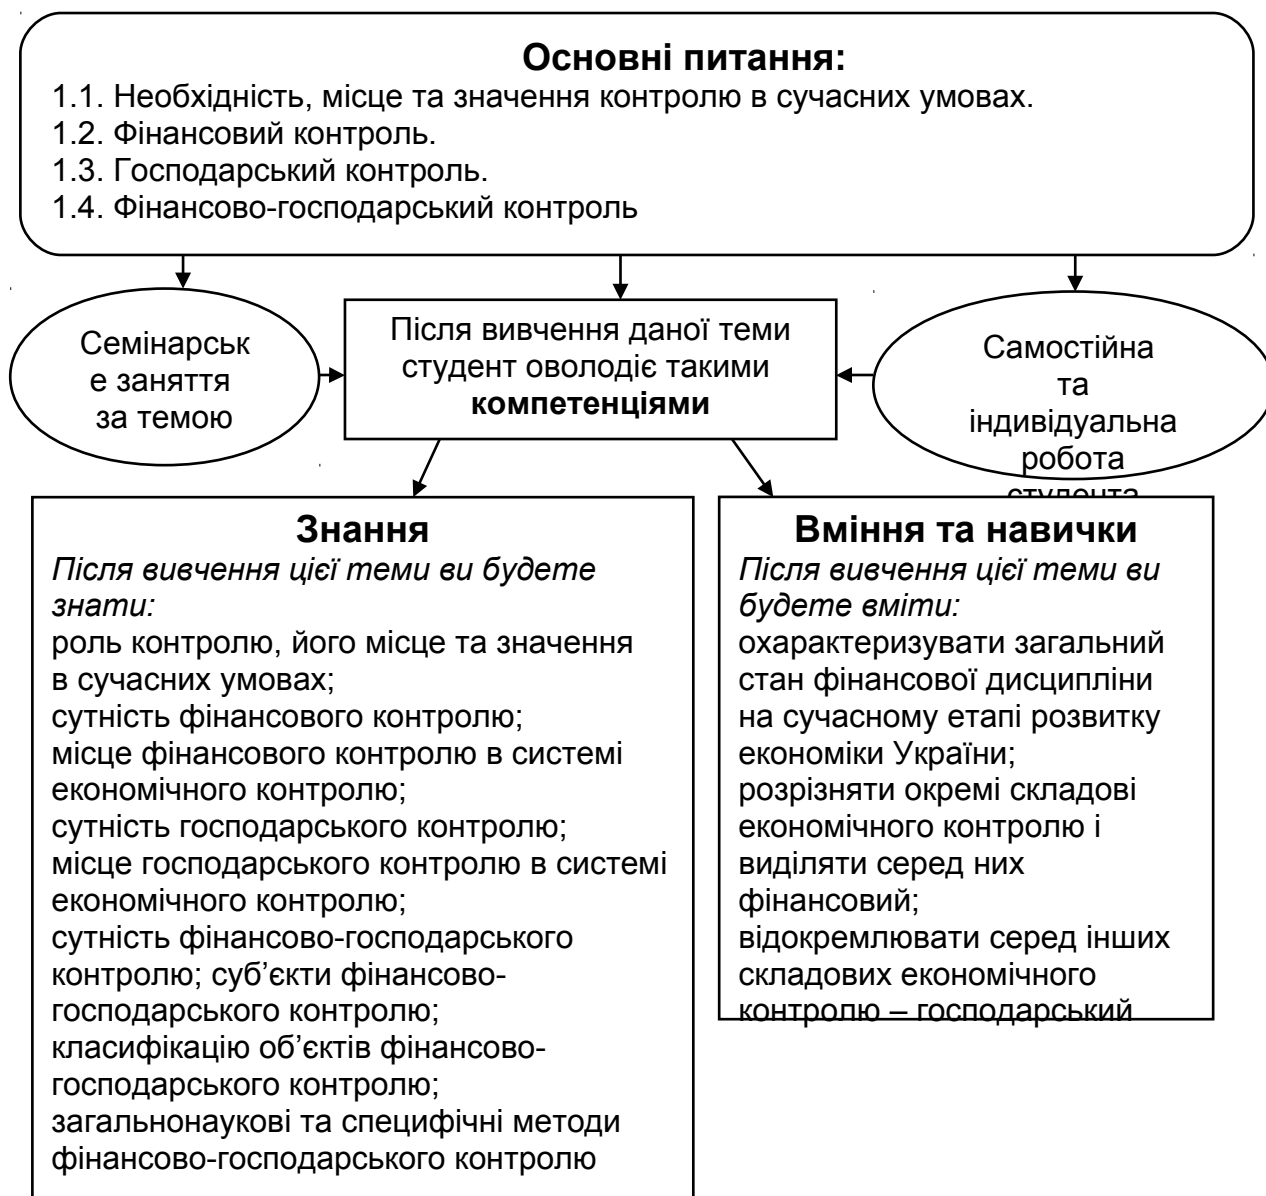 Основні питання:
1.1. Необхідність, місце та значення контролю в сучасних умовах.
1.2. Фінансовий контроль.
1.3. Господарський контроль.
1.4. Фінансово-господарський контроль
Семінарськ
е заняття
за темою
Після вивчення даної теми
студент оволодіє такими
компетенціями
Самостійна
та
індивідуальна
робота
студента
Знання
Після вивчення цієї теми ви будете
знати:
роль контролю, його місце та значення
в сучасних умовах;
сутність фінансового контролю;
місце фінансового контролю в системі
економічного контролю;
сутність господарського контролю;
місце господарського контролю в системі
економічного контролю;
сутність фінансово-господарського
контролю; суб’єкти фінансово-
господарського контролю;
класифікацію об’єктів фінансово-
господарського контролю;
загальнонаукові та специфічні методи
фінансово-господарського контролю
Вміння та навички
Після вивчення цієї теми ви
будете вміти:
охарактеризувати загальний
стан фінансової дисципліни
на сучасному етапі розвитку
економіки України;
розрізняти окремі складові
економічного контролю і
виділяти серед них
фінансовий;
відокремлювати серед інших
складових економічного
контролю – господарський